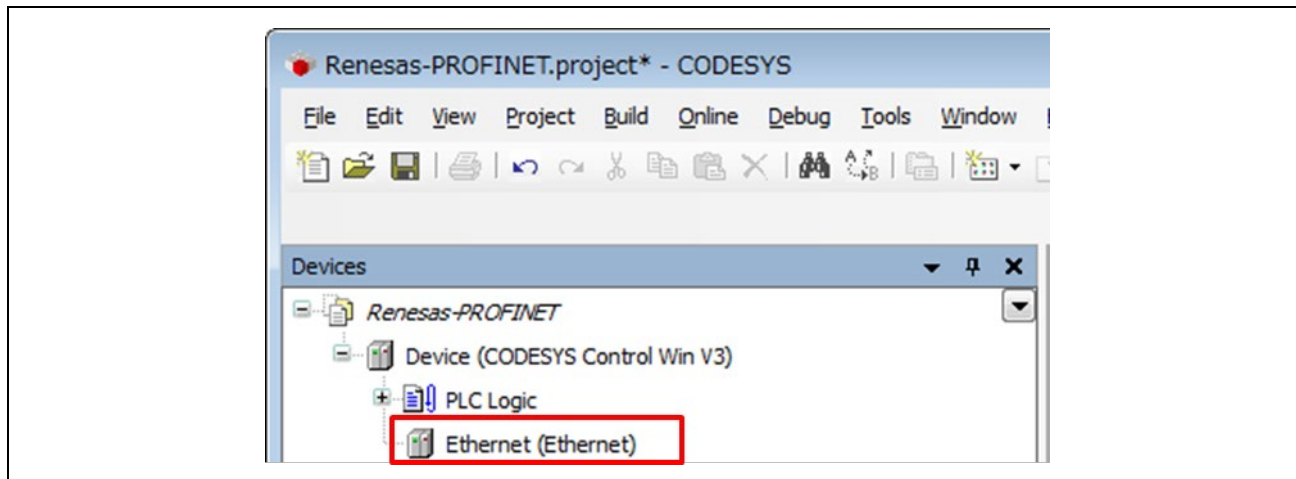 Renesas-PROFINET.project* - CODESYS
File Edit View Project Build Online Debug Tools Window
Devices
Renesas-PROFINET
Device (CODESYS Control Win V3)
PLC Logic
Ethernet (Ethernet)